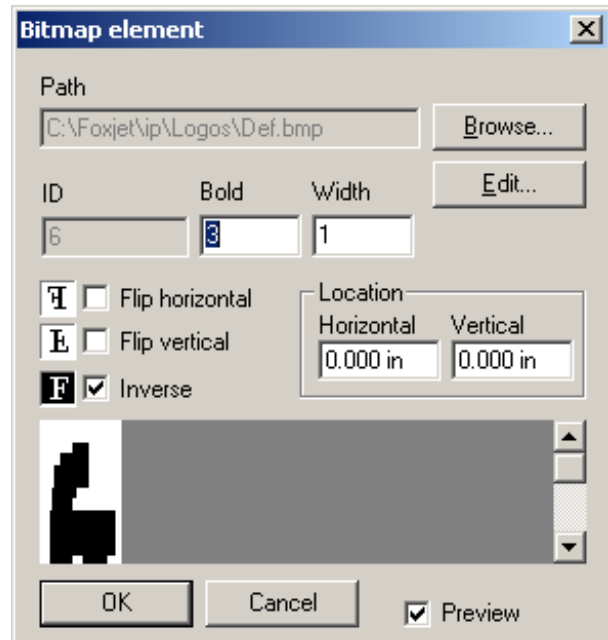 Bitmap element
Path
C:\Foxjet\ip\Logos\Def.bmp
Browse...
Edit...
ID
Bold
Width
6
3
1
F Flip horizontal
E Flip vertical
F Inverse
Location
Horizontal
Vertical
0.000 in
0.000 in
OK
Cancel
Preview